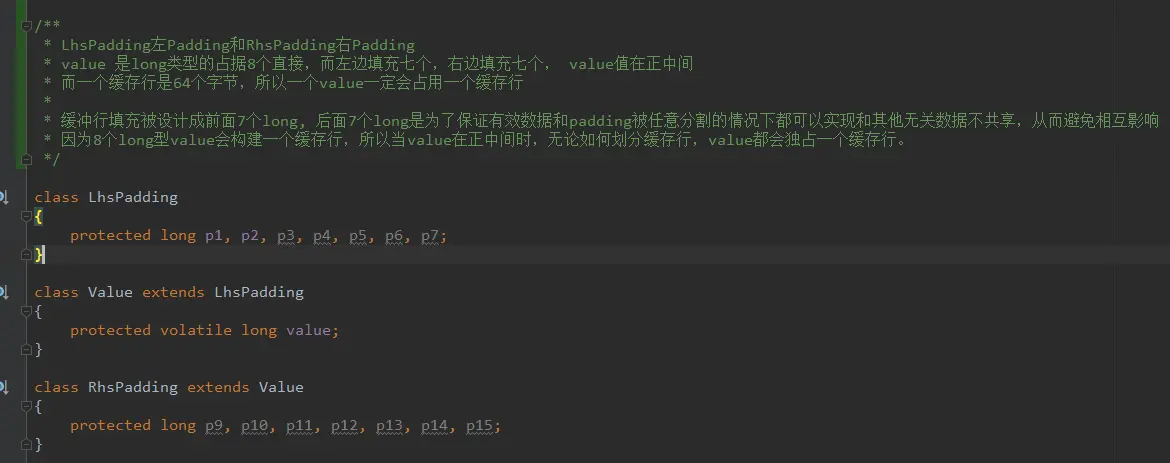 /**
* LhsPadding左Padding和RhsPadding右Padding
* value 是long类型的占据8个直接，而左边填充七个，右边填充七个， value值在正中间
* 而一个缓存行是64个字节，所以一个value一定会占用一个缓存行
*
* 缓冲行填充被设计成前面7个long, 后面7个long是为了保证有效数据和padding被任意分割的情况下都可以实现和其他无关数据不共享，从而避免相互影响
* 因为8个long型value会构建一个缓存行，所以当value在正中间时，无论如何划分缓存行，value都会独占一个缓存行。
*/
class LhsPadding
{
protected long p1, p2, p3, p4, p5, p6, p7;
}
class Value extends LhsPadding
{
protected volatile long value;
}
class RhsPadding extends Value
{
protected long p9, p10, p11, p12, p13, p14, p15;
}